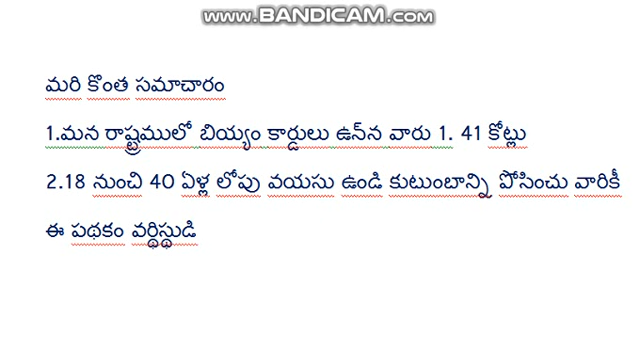 www.BANDICAM.com
మరి కొంత సమాచారం
1.మన రాష్ట్రములో బియ్యం కార్డులు ఉన్న వారు 1. 41 కోట్లు
2.18 నుంచి 40 ఏళ్ల లోపు వయసు ఉండి కుటుంబాన్ని పోసించు వారికీ
ఈ పథకం వర్థిస్థుడి